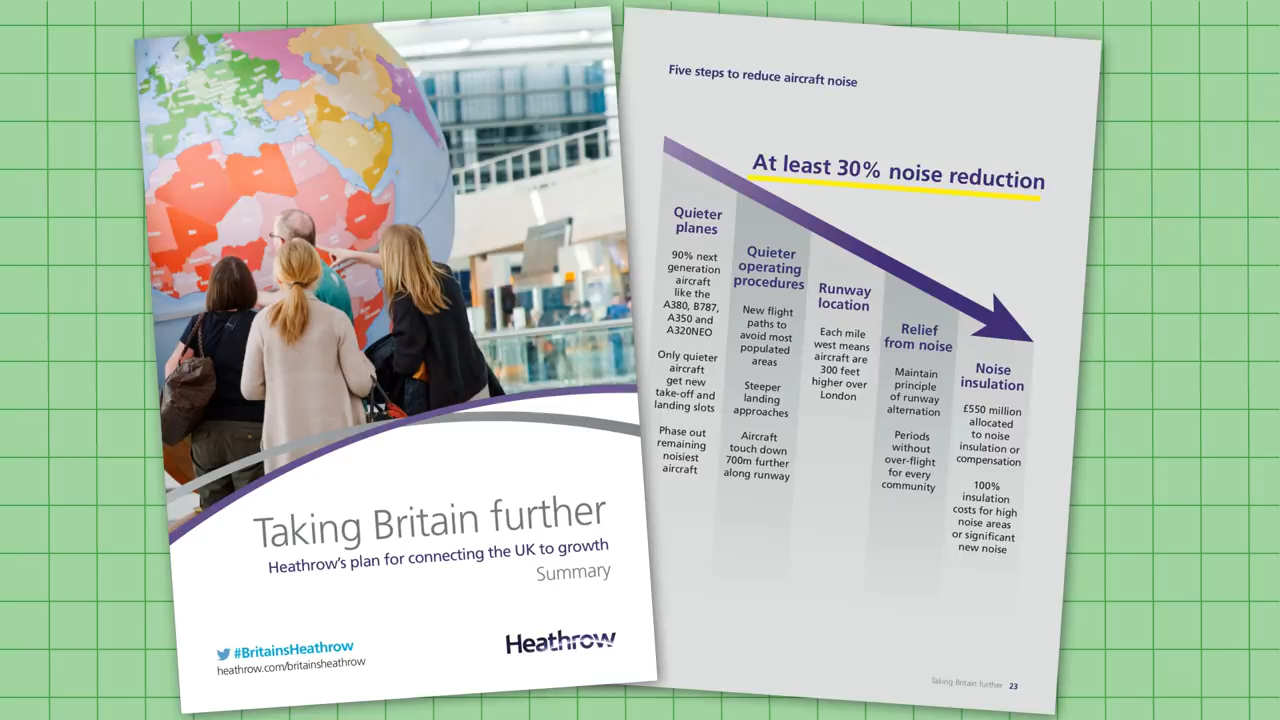 Taking Britain further
Heathrow's plan for connecting the UK to growth
Summary
#BritainsHeathrow
heathrow.com/britainsheathrow
Heathrow
Five steps to reduce aircraft noise
At least 30% noise reduction
Quieter
planes
90% next
generation
aircraft
like the
A380, B787,
A350 and
A320NEO
Only quieter
aircraft
get new
take-off and
landing slots
Phase out
remaining
noisiest
aircraft
Quieter
operating
procedures
New flight
paths to
avoid most
populated
areas
Steeper
landing
approaches
Aircraft
touch down
700m further
along runway
Runway
location
Each mile
west means
aircraft are
300 feet
higher over
London
Relief
from noise
Maintain
principle
of runway
alternation
Periods
without
over-flight
for every
community
Noise
insulation
£550 million
allocated
to noise
insulation or
compensation
100%
insulation
costs for high
noise areas
or significant
new noise
Taking Britain further 23